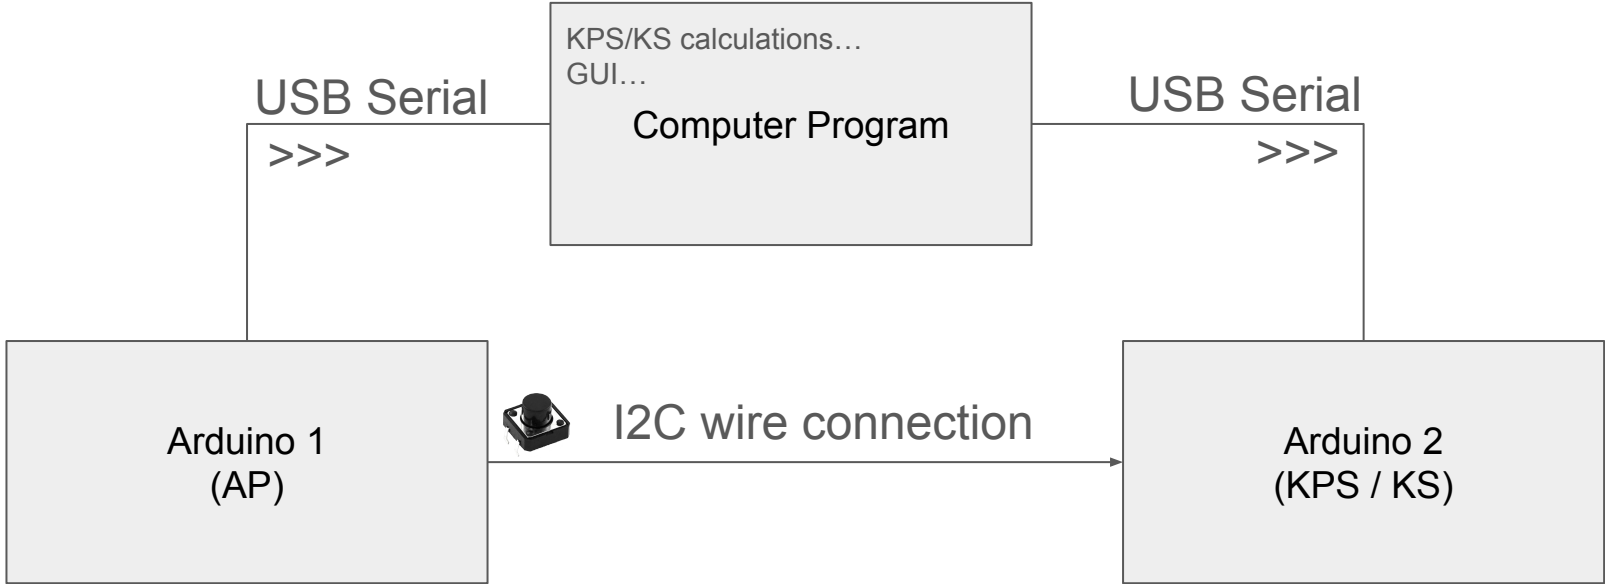 KPS/KS calculations…
GUI…
USB Serial
USB Serial
Computer Program
>>>
>>>
I2C wire connection
Arduino 1
(AP)
Arduino 2
(KPS / KS)